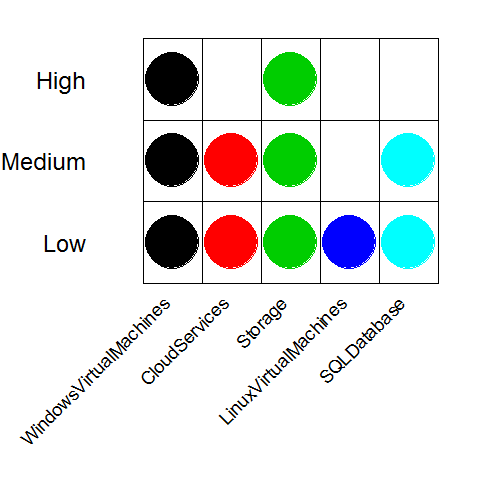 High
Medium
Low
WindowsVirtualMachines
CloudServices
Storage
LinuxVirtualMachines
SQLDatabase